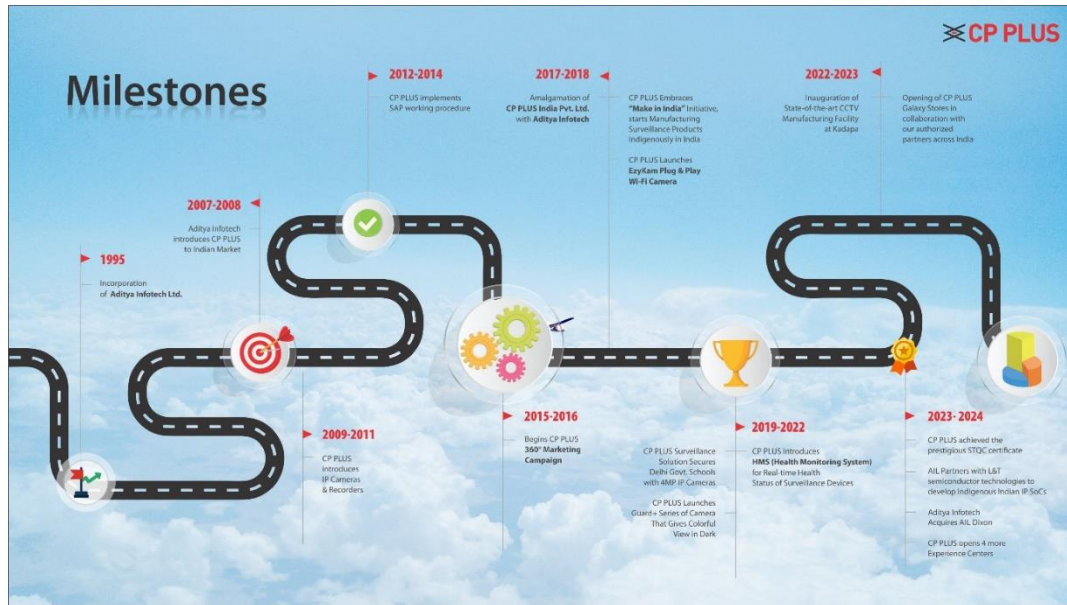 CP PLUS
Milestones
1995
Incorporation
of Aditya Infotech Ltd.
2007-2008
Aditya Infotech
introduces CP PLUS
to Indian Market
2009-2011
CP PLUS
Introduces
IP Cameras
& Recorders
2012-2014
CP PLUS implements
SAP working procedure
2015-2016
Begins CP PLUS
360° Marketing
Campaign
2017-2018
Amalgamation of
CP PLUS India Pvt. Ltd.
with Aditya Infotech
CP PLUS Embraces
"Make in India" Initiative,
starts Manufacturing
Surveillance Products
Indigenously in India
CP PLUS Launches
EzyKam Plug & Play
Wi-Fi Camera
2019-2022
CP PLUS Surveillance
Solution Secures
Delhi Govt. Schools
with 4MP IP Cameras
CP PLUS Launches
Guard+ Series of Camera
That Gives Colorful
View in Dark
CP PLUS Introduces
HMS (Health Monitoring System)
for Real-time Health
Status of Surveillance Devices
2022-2023
Inauguration of
State-of-the-art CCTV
Manufacturing Facility
at Kadapa
Opening of CP PLUS
Galaxy Stores in
collaboration with
our authorized
partners across India
2023- 2024
CP PLUS achieved the
prestigious STQC certificate
AIL Partners with L&T
semiconductor technologies to
develop Indigenous Indian IP SoCs
Aditya Infotech
Acquires AIL Dixon
CP PLUS opens 4 more
Experience Centers